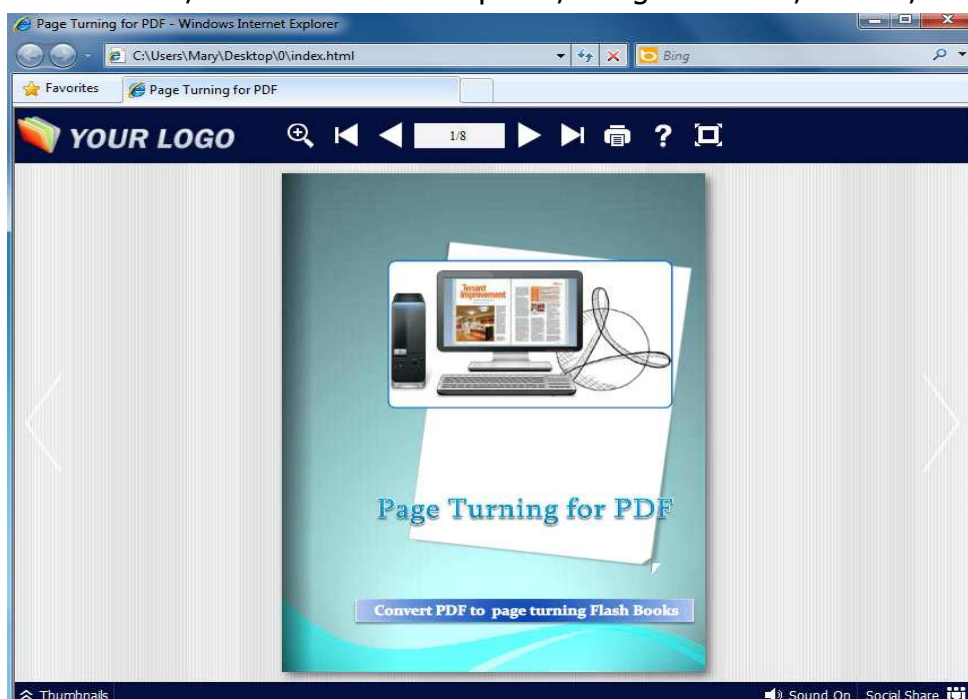 Page Turning for PDF - Windows Internet Explorer
C:\Users\Mary\Desktop\0\index.html
Bing
Favorites
Page Turning for PDF
YOUR LOGO
1/8
?
Tenant
Improvement
Page Turning for PDF
Convert PDF to page turning Flash Books
Thumbnails
Sound On
Social Share